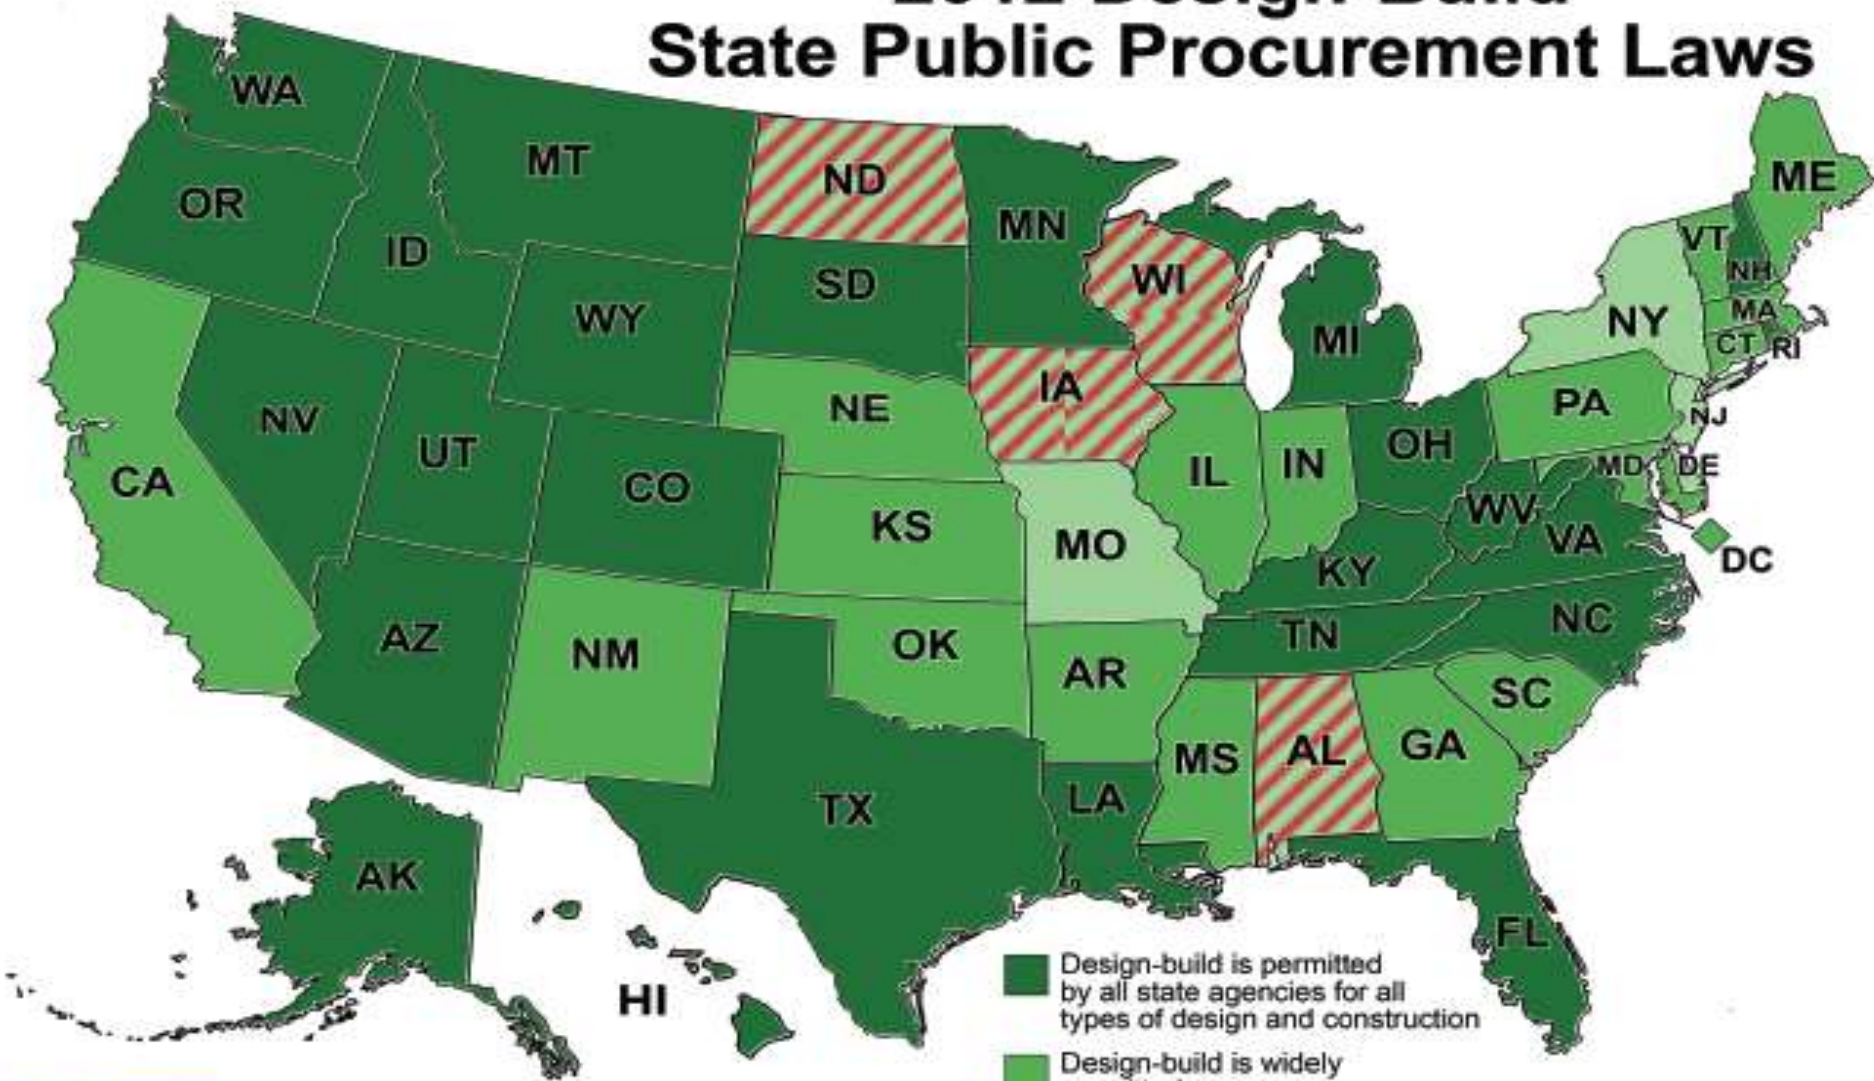 2012 Design-Build
State Public Procurement Laws
WA
MT
ND
MN
ME
OR
ID
SD
WI
VT
NH
WY
MI
NY
MA
CT
RI
NV
UT
CO
NE
IA
IL
IN
OH
PA
NJ
CA
KS
MO
WV
MD
DE
VA
DC
KY
AZ
NM
OK
AR
TN
NC
SC
TX
LA
MS
AL
GA
AK
HI
FL
Design-build is permitted
by all state agencies for all
types of design and construction
Design-build is widely